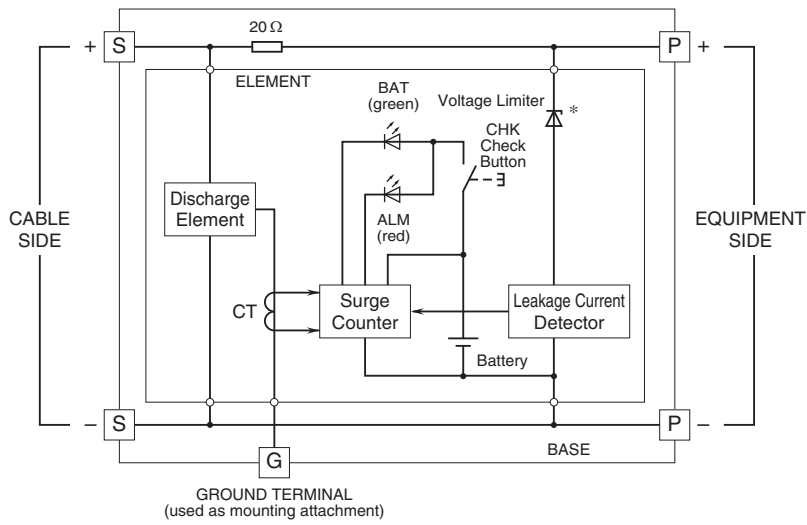 20 Ω
+ S
P +
ELEMENT
BAT
(green)
Voltage Limiter *
CHK
Check
Button
Discharge
Element
ALM
(red)
CABLE
SIDE
EQUIPMENT
SIDE
CT
Surge
Counter
Leakage Current
Detector
Battery
– S
P –
BASE
G
GROUND TERMINAL
(used as mounting attachment)